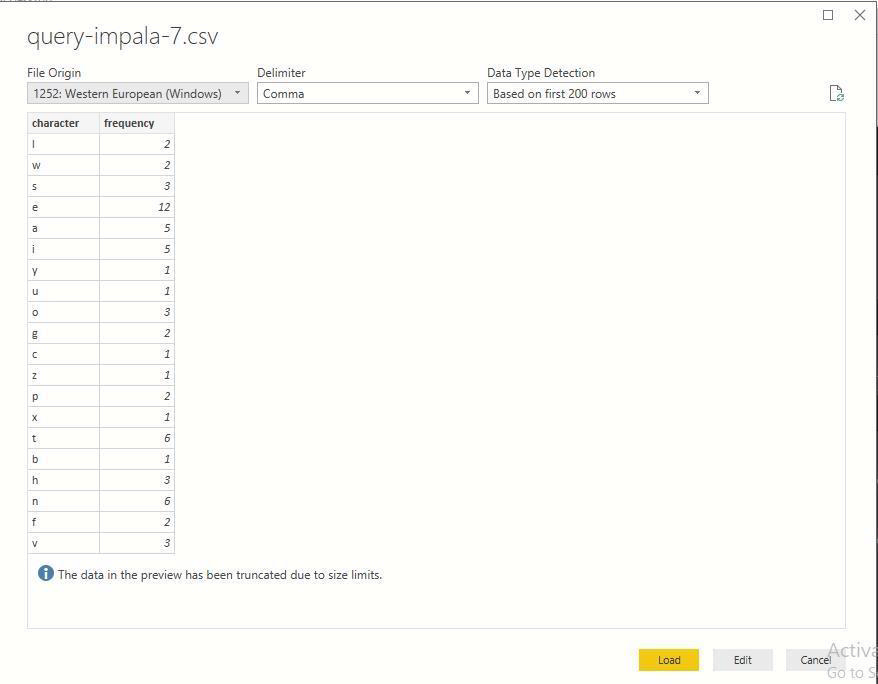 query-impala-7.csv
File Origin Delimiter Data Type Detection
1252: Western European (Windows) Comma Based on first 200 rows
character frequency
l 2
w 2
s 3
e 12
a 5
i 5
y 1
u 1
o 3
g 2
c 1
z 1
p 2
x 1
t 6
b 1
h 3
n 6
f 2
v 3
The data in the preview has been truncated due to size limits.
Load Edit Cancel
Activa
Go to S